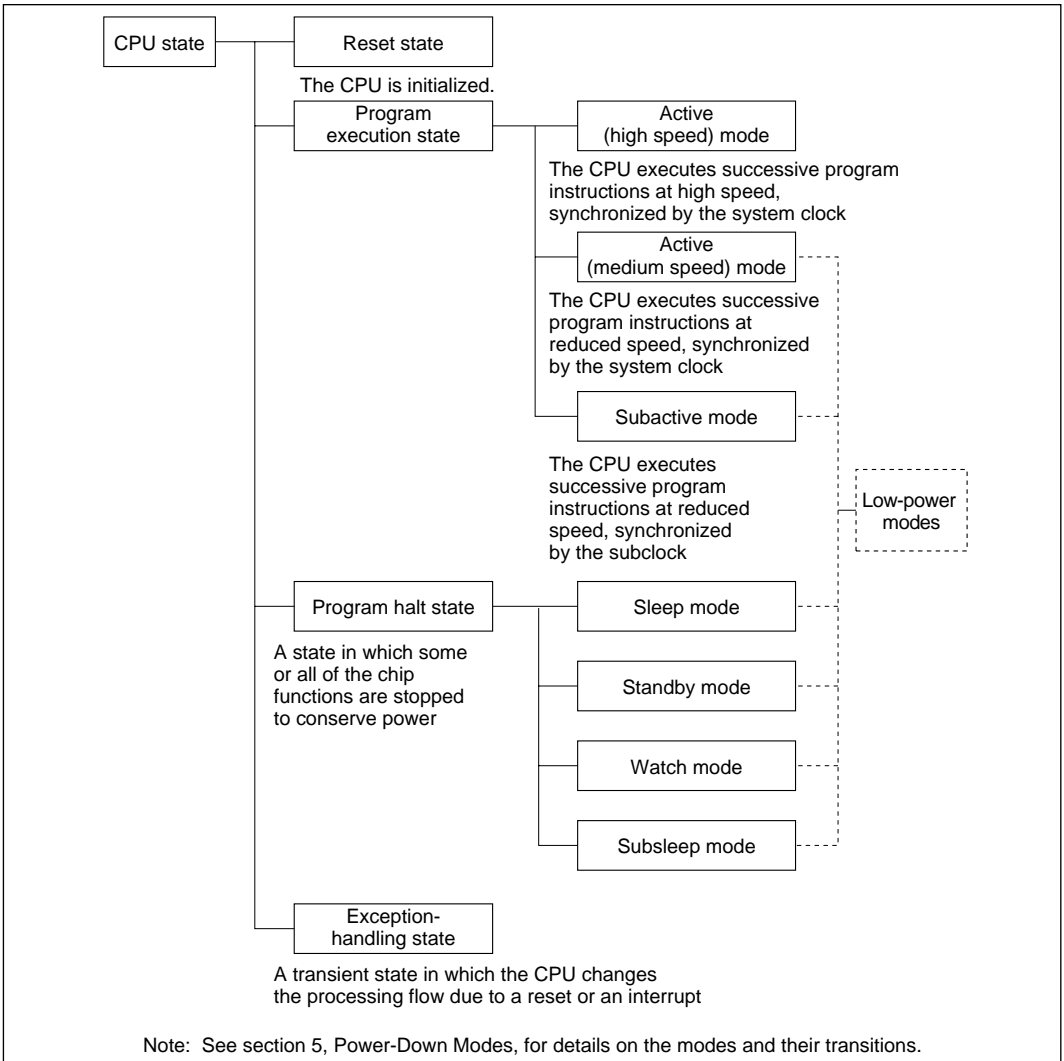 CPU state
Reset state
The CPU is initialized.
Program
execution state
Active
(high speed) mode
The CPU executes successive program
instructions at high speed,
synchronized by the system clock
Active
(medium speed) mode
The CPU executes successive
program instructions at
reduced speed, synchronized
by the system clock
Subactive mode
The CPU executes
successive program
instructions at reduced
speed, synchronized
by the subclock
Low-power
modes
Program halt state
A state in which some
or all of the chip
functions are stopped
to conserve power
Sleep mode
Standby mode
Watch mode
Subsleep mode
Exception-
handling state
A transient state in which the CPU changes
the processing flow due to a reset or an interrupt
Note: See section 5, Power-Down Modes, for details on the modes and their transitions.